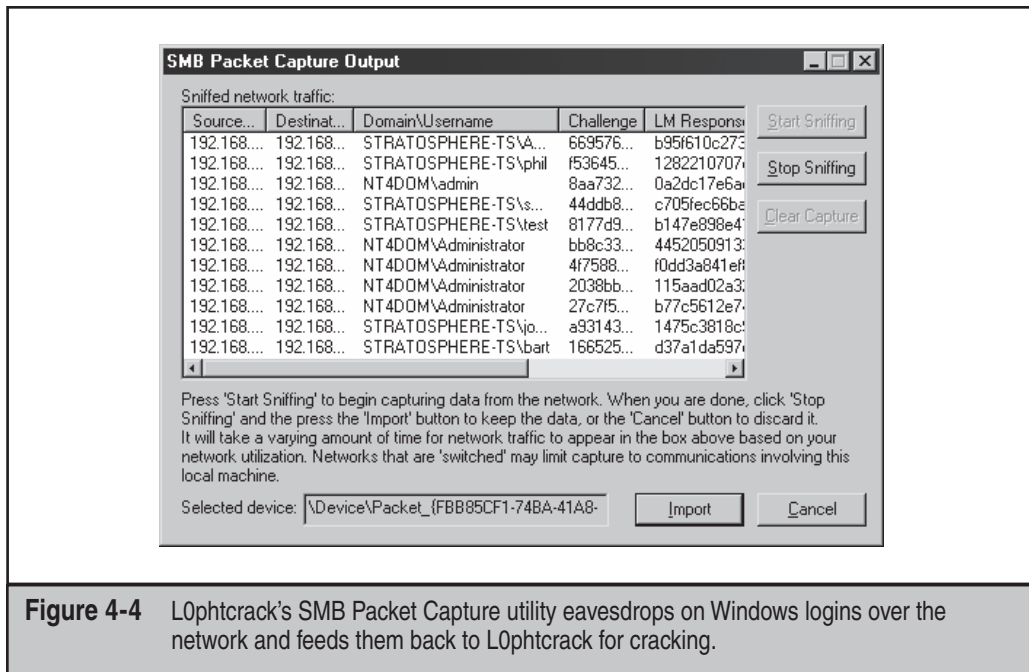 SMB Packet Capture Output
Sniffed network traffic:
Source... Destinat... Domain\Username Challenge LM Respons
192.168.... 192.168... STRATOSPHERE-TS\A... 669576... b95f610c273
192.168.... 192.168... STRATOSPHERE-TS\phil f53645... 1282210707
192.168.... 192.168... NT4DOM\admin 8aa732... 0a2dc17e6a
192.168.... 192.168... STRATOSPHERE-TS\s... 44ddb8... c705fec66ba
192.168.... 192.168... STRATOSPHERE-TS\test 8177d9... b147e898e4
192.168.... 192.168... NT4DOM\Administrator bb8c33... 4452050913
192.168.... 192.168... NT4DOM\Administrator 4f7588... f0dd3a841ef
192.168.... 192.168... NT4DOM\Administrator 2038bb... 115aad02a3
192.168.... 192.168... NT4DOM\Administrator 27c7f5... b77c5612e7
192.168.... 192.168... STRATOSPHERE-TS\jo... a93143... 1475c3818c
192.168.... 192.168... STRATOSPHERE-TS\bart 166525... d37a1da597
Start Sniffing
Stop Sniffing
Clear Capture
Press 'Start Sniffing' to begin capturing data from the network. When you are done, click 'Stop
Sniffing' and the press the 'Import' button to keep the data, or the 'Cancel' button to discard it.
It will take a varying amount of time for network traffic to appear in the box above based on your
network utilization. Networks that are 'switched' may limit capture to communications involving this
local machine.
Selected device: \Device\Packet_{FBB85CF1-74BA-41A8- Import Cancel
Figure 4-4 L0phtcrack's SMB Packet Capture utility eavesdrops on Windows logins over the
network and feeds them back to L0phtcrack for cracking.